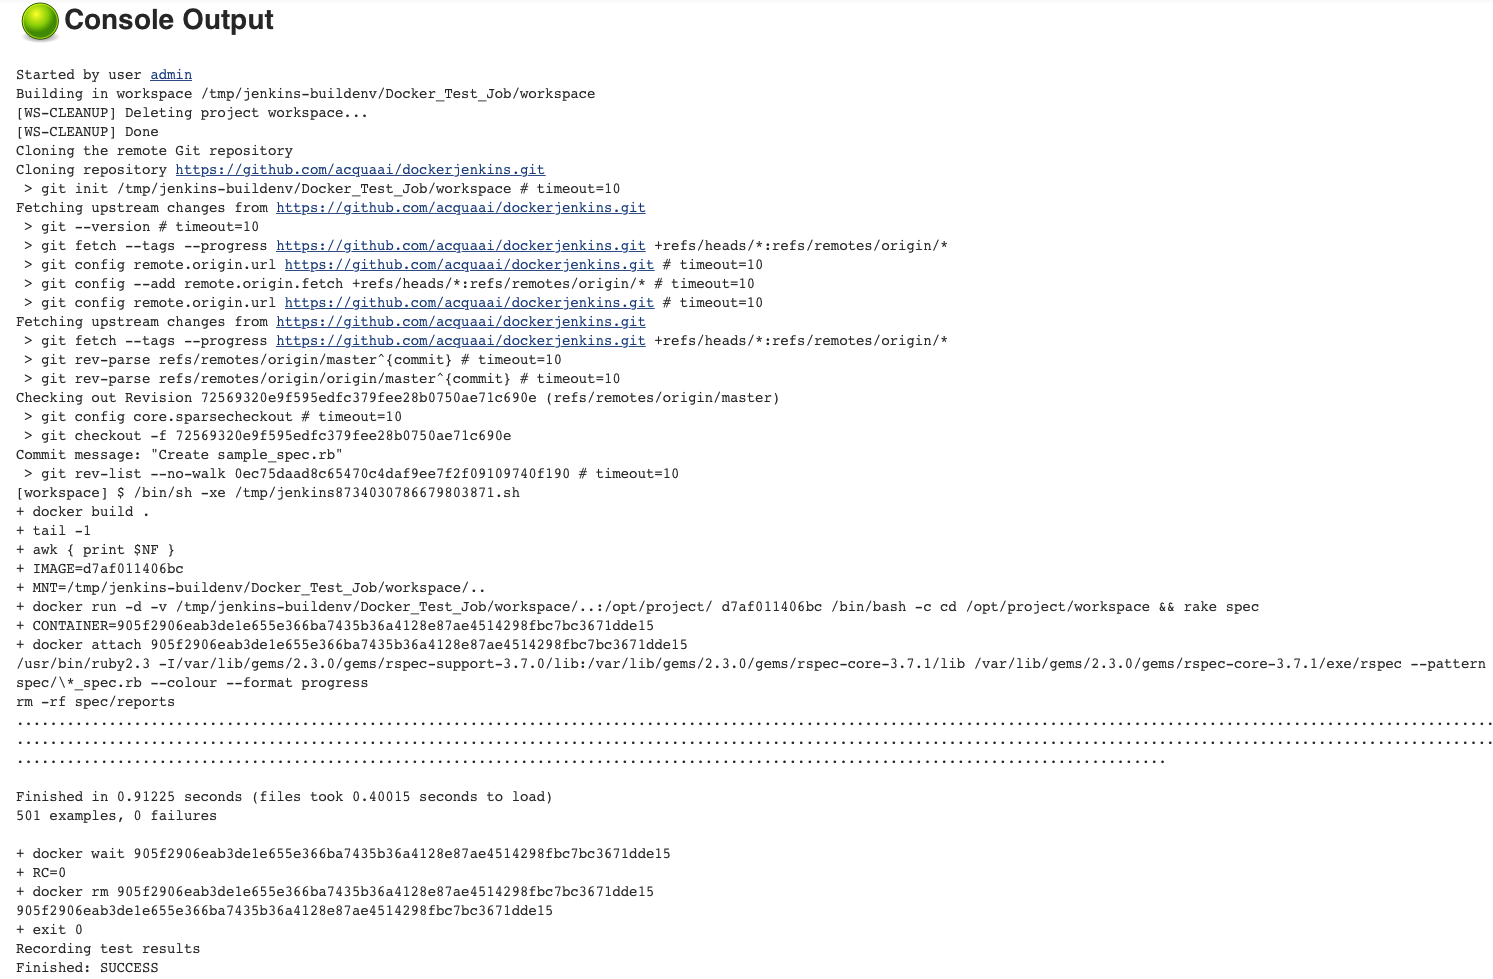 Console Output
Started by user admin
Building in workspace /tmp/jenkins-buildenv/Docker_Test_Job/workspace
[WS-CLEANUP] Deleting project workspace...
[WS-CLEANUP] Done
Cloning the remote Git repository
Cloning repository https://github.com/acquaai/dockerjenkins.git
 > git init /tmp/jenkins-buildenv/Docker_Test_Job/workspace # timeout=10
Fetching upstream changes from https://github.com/acquaai/dockerjenkins.git
 > git --version # timeout=10
 > git fetch --tags --progress https://github.com/acquaai/dockerjenkins.git +refs/heads/*:refs/remotes/origin/*
 > git config remote.origin.url https://github.com/acquaai/dockerjenkins.git # timeout=10
 > git config --add remote.origin.fetch +refs/heads/*:refs/remotes/origin/* # timeout=10
 > git config remote.origin.url https://github.com/acquaai/dockerjenkins.git # timeout=10
Fetching upstream changes from https://github.com/acquaai/dockerjenkins.git
 > git fetch --tags --progress https://github.com/acquaai/dockerjenkins.git +refs/heads/*:refs/remotes/origin/*
 > git rev-parse refs/remotes/origin/master^{commit} # timeout=10
 > git rev-parse refs/remotes/origin/origin/master^{commit} # timeout=10
Checking out Revision 72569320e9f595edfc379fee28b0750ae71c690e (refs/remotes/origin/master)
 > git config core.sparsecheckout # timeout=10
 > git checkout -f 72569320e9f595edfc379fee28b0750ae71c690e
Commit message: "Create sample_spec.rb"
 > git rev-list --no-walk 0ec75daad8c65470c4daf9ee7f2f09109740f190 # timeout=10
[workspace] $ /bin/sh -xe /tmp/jenkins8734030786679803871.sh
+ docker build .
+ tail -1
+ awk { print $NF }
+ IMAGE=d7af011406bc
+ MNT=/tmp/jenkins-buildenv/Docker_Test_Job/workspace/..
+ docker run -d -v /tmp/jenkins-buildenv/Docker_Test_Job/workspace/..:/opt/project/ d7af011406bc /bin/bash -c cd /opt/project/workspace && rake spec
+ CONTAINER=905f2906eab3de1e655e366ba7435b36a4128e87ae4514298fbc7bc3671dde15
+ docker attach 905f2906eab3de1e655e366ba7435b36a4128e87ae4514298fbc7bc3671dde15
/usr/bin/ruby2.3 -I/var/lib/gems/2.3.0/gems/rspec-support-3.7.0/lib:/var/lib/gems/2.3.0/gems/rspec-core-3.7.1/lib /var/lib/gems/2.3.0/gems/rspec-core-3.7.1/exe/rspec --pattern
spec/\*_spec.rb --colour --format progress
rm -rf spec/reports
................................................................................................................................................................................
................................................................................................................................................................................
.........................................................................................................................................
Finished in 0.91225 seconds (files took 0.40015 seconds to load)
501 examples, 0 failures
+ docker wait 905f2906eab3de1e655e366ba7435b36a4128e87ae4514298fbc7bc3671dde15
+ RC=0
+ docker rm 905f2906eab3de1e655e366ba7435b36a4128e87ae4514298fbc7bc3671dde15
905f2906eab3de1e655e366ba7435b36a4128e87ae4514298fbc7bc3671dde15
+ exit 0
Recording test results
Finished: SUCCESS